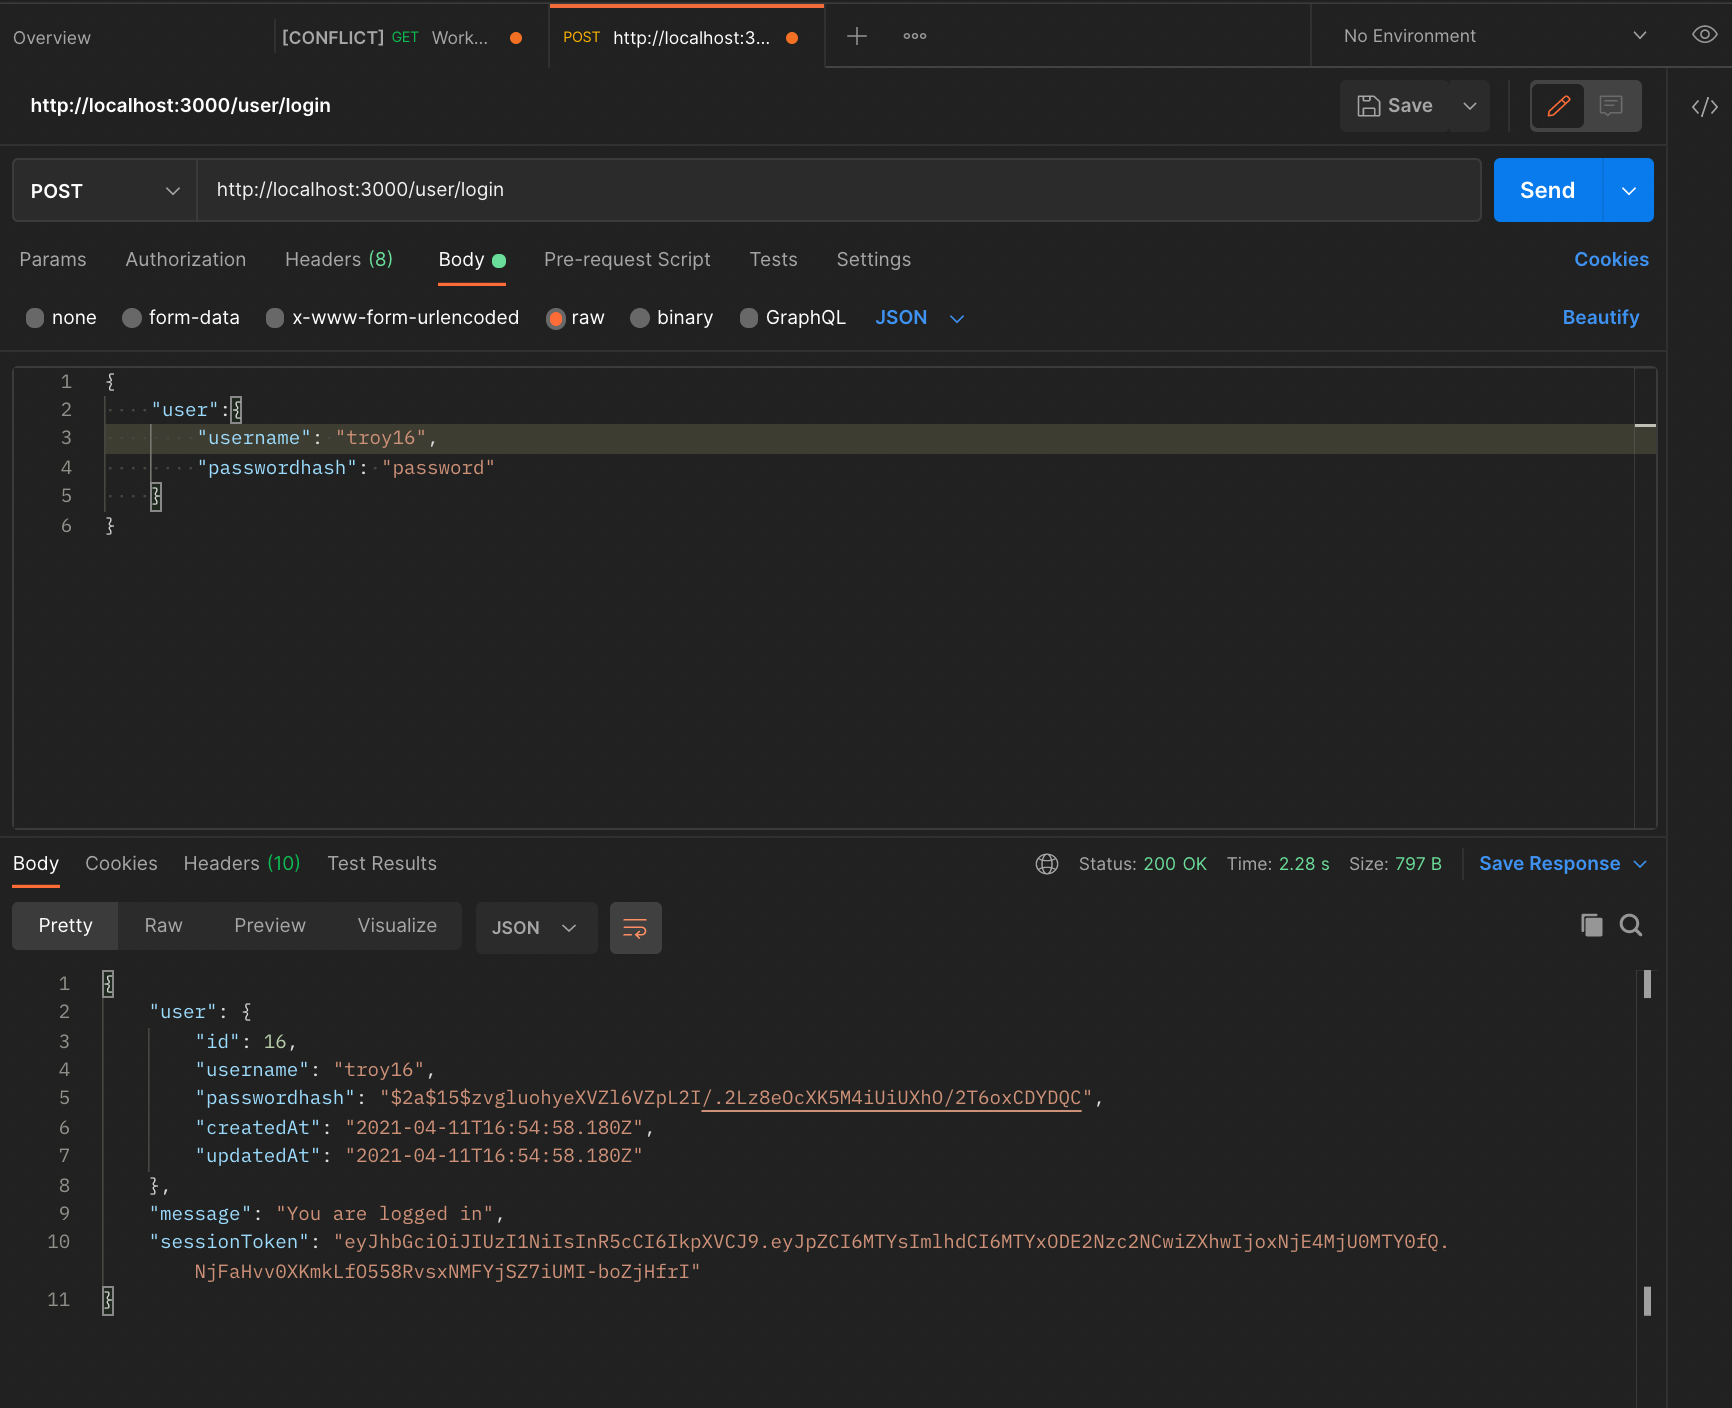 Overview
[CONFLICT] GET Work...
POST http://localhost:3...
No Environment
http://localhost:3000/user/login
Save
POST
http://localhost:3000/user/login
Send
Params Authorization Headers (8) Body Pre-request Script Tests Settings Cookies
none form-data x-www-form-urlencoded raw binary GraphQL JSON Beautify
1 {
2 "user":{
3 "username": "troy16",
4 "passwordhash": "password"
5 }
6 }
Body Cookies Headers (10) Test Results Status: 200 OK Time: 2.28 s Size: 797 B Save Response
Pretty Raw Preview Visualize JSON
1 {
2 "user": {
3 "id": 16,
4 "username": "troy16",
5 "passwordhash": "$2a$15$zvgluohyeXVZl6VZpL2I/.2Lz8eOcXK5M4iUiUXhO/2T6oxCDYDQC",
6 "createdAt": "2021-04-11T16:54:58.180Z",
7 "updatedAt": "2021-04-11T16:54:58.180Z"
8 },
9 "message": "You are logged in",
10 "sessionToken": "eyJhbGciOiJIUzI1NiIsInR5cCI6IkpXVCJ9.eyJpZCI6MTYsImlhdCI6MTYxODE2Nzc2NCwiZXhwIjoxNjE4MjU0MTY0fQ.
NjFaHvv0XKmkLfO558RvsxNMFYjSZ7iUMI-boZjHfrI"
11 }